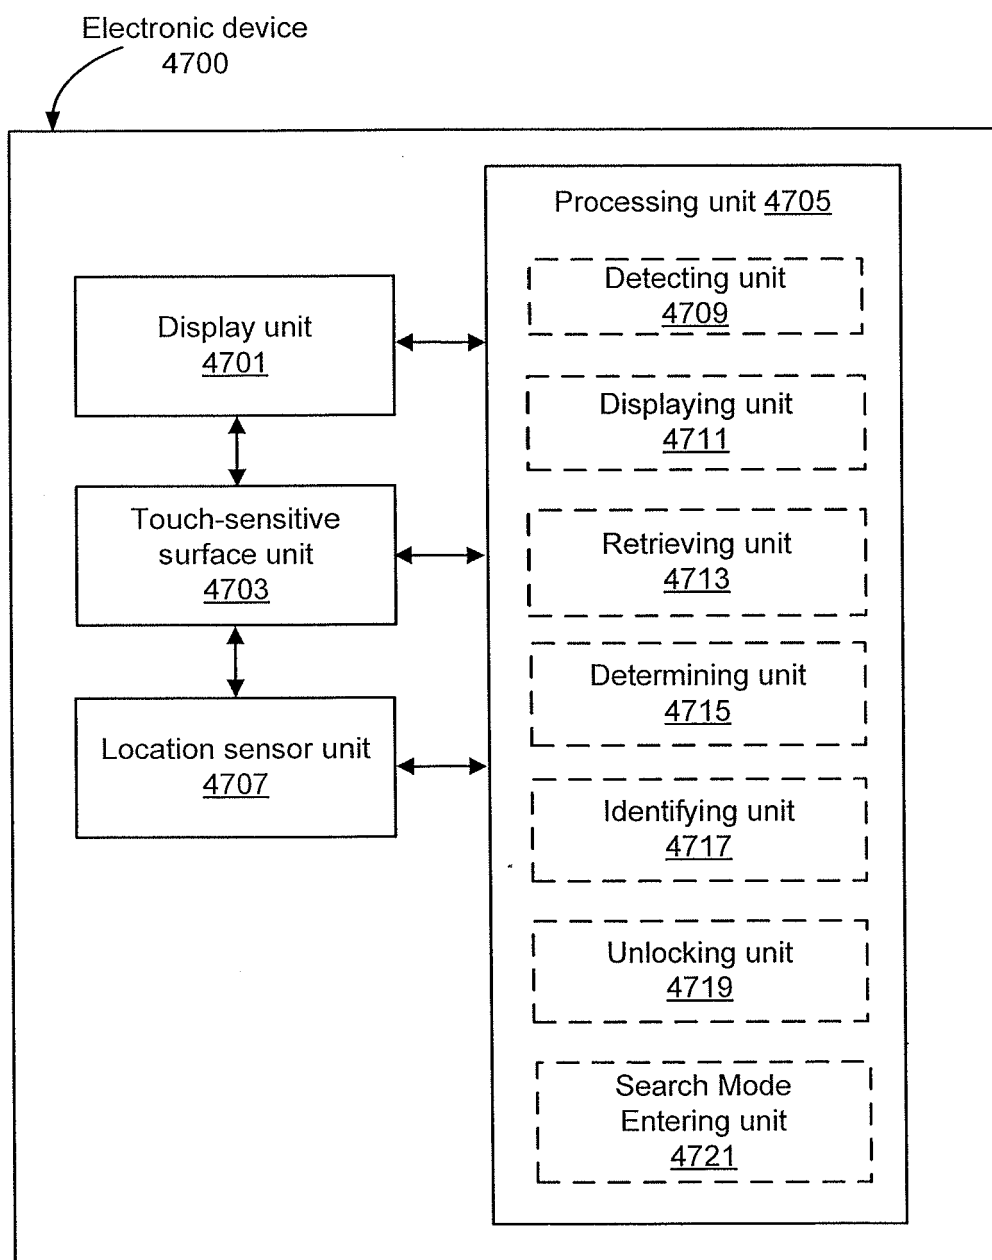 Electronic device
4700
Processing unit 4705
Detecting unit
4709
Display unit
4701
Displaying unit
4711
Touch-sensitive
surface unit
4703
Retrieving unit
4713
Determining unit
4715
Location sensor unit
4707
Identifying unit
4717
Unlocking unit
4719
Search Mode
Entering unit
4721